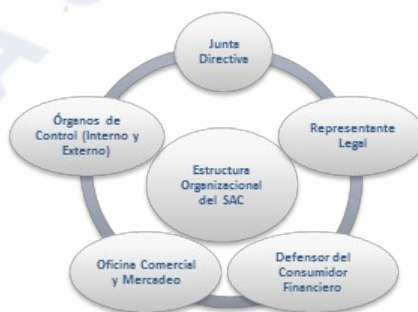 Junta
Directiva
Órganos de
Control (Interno y
Externo)
Representante
Legal
Estructura
Organizacional
del SAC
Oficina Comercial
y Mercadeo
Defensor del
Consumidor
Financiero